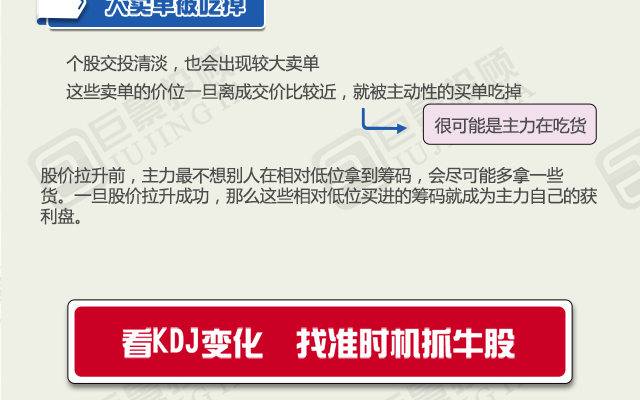 大卖单被吃掉
个股交投清淡，也会出现较大卖单
这些卖单的价位一旦离成交价比较近，就被主动性的买单吃掉
很可能是主力在吃货
股价拉升前，主力最不想别人在相对低位拿到筹码，会尽可能多拿一些
货。一旦股价拉升成功，那么这些相对低位买进的筹码就成为主力自己的获
利盘。
看KDJ变化 找准时机抓牛股